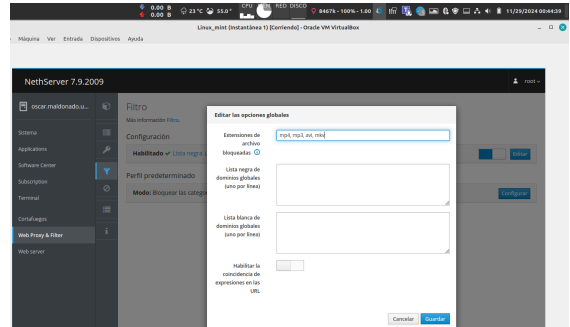 0.00 B
0.00 B
23 °C
55.0°
CPU
RED
DISCO
8467k - 100% - 1.00
11/29/2024 00:44:39
Linux_mint (Instantánea 1) [Corriendo] - Oracle VM VirtualBox
Máquina Ver Entrada Dispositivos Ayuda
NethServer 7.9.2009
root
oscar.maldonado.u...
Sistema
Applications
Software Center
Subscription
Terminal
Cortafuegos
Web Proxy & Filter
Web server
Filtro
Más información Filtro.
Configuración
Habilitado ✔ Lista negra
Editar
Perfil predeterminado
Modo: Bloquear las catego
Configurar
Editar las opciones globales
Extensiones de
archivo
bloqueadas
mp4, mp3, avi, mkv
Lista negra de
dominios globales
(uno por línea)
Lista blanca de
dominios globales
(uno por línea)
Habilitar la
coincidencia de
expresiones en las
URL
Cancelar
Guardar